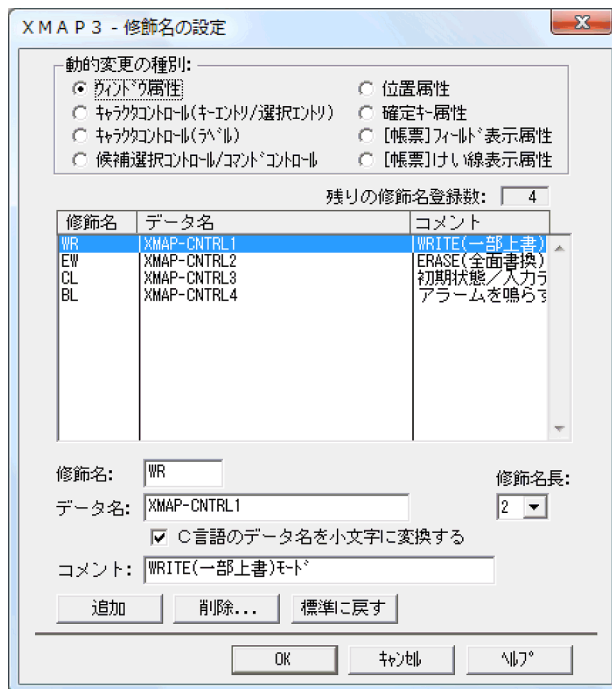 ＸＭＡＰ３－修飾名の設定
動的変更の種別:
ｳｨﾝﾄﾞｳ属性
位置属性
ｷｬﾗｸﾀｺﾝﾄﾛｰﾙ(ｷｰｴﾝﾄﾘ/選択ｴﾝﾄﾘ)
確定ｷｰ属性
ｷｬﾗｸﾀｺﾝﾄﾛｰﾙ(ﾗﾍﾞﾙ)
[帳票]ﾌｨｰﾙﾄﾞ表示属性
候補選択ｺﾝﾄﾛｰﾙ/ｺﾏﾝﾄﾞｺﾝﾄﾛｰﾙ
[帳票]けい線表示属性
残りの修飾名登録数: 4
修飾名 データ名 コメント
WR XMAP-CNTRL1 WRITE(一部上書)
EW XMAP-CNTRL2 ERASE(全面書換)
CL XMAP-CNTRL3 初期状態／入力デ
BL XMAP-CNTRL4 アラームを鳴らす
修飾名: WR
修飾名長:
データ名: XMAP-CNTRL1
2
Ｃ言語のデータ名を小文字に変換する
コメント: WRITE(一部上書)ﾓｰﾄﾞ
追加 削除... 標準に戻す
OK ｷｬﾝｾﾙ ﾍﾙﾌﾟ